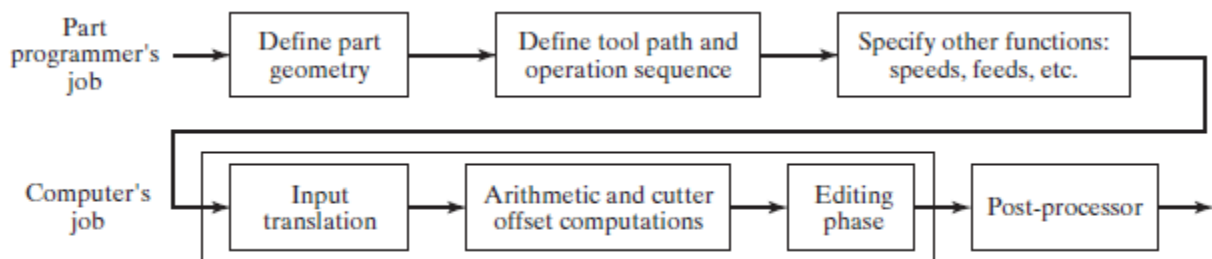 Part
programmer's
job
Define part
geometry
Define tool path and
operation sequence
Specify other functions:
speeds, feeds, etc.
Computer's
job
Input
translation
Arithmetic and cutter
offset computations
Editing
phase
Post-processor